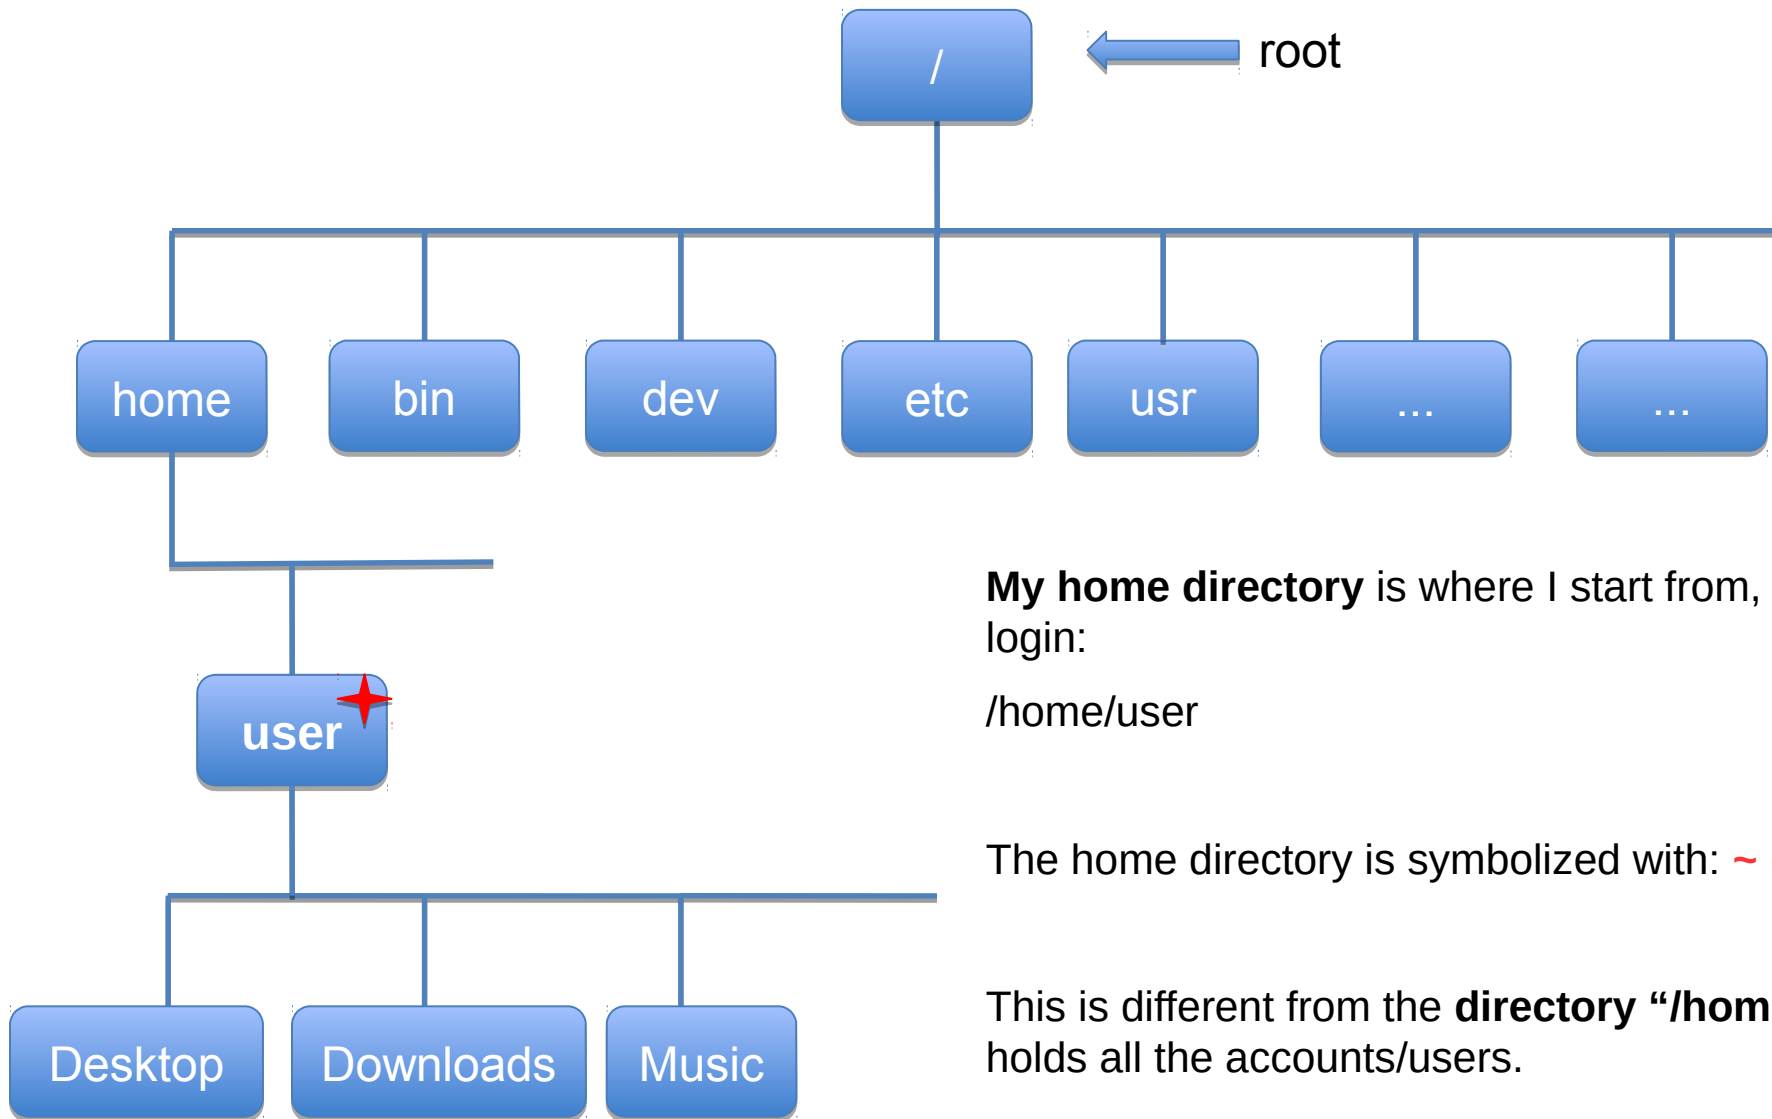 /
root
home
bin
dev
etc
usr
...
...
My home directory is where I start from,
login:
user
/home/user
The home directory is symbolized with: ~
This is different from the directory “/hom
holds all the accounts/users.
Desktop
Downloads
Music